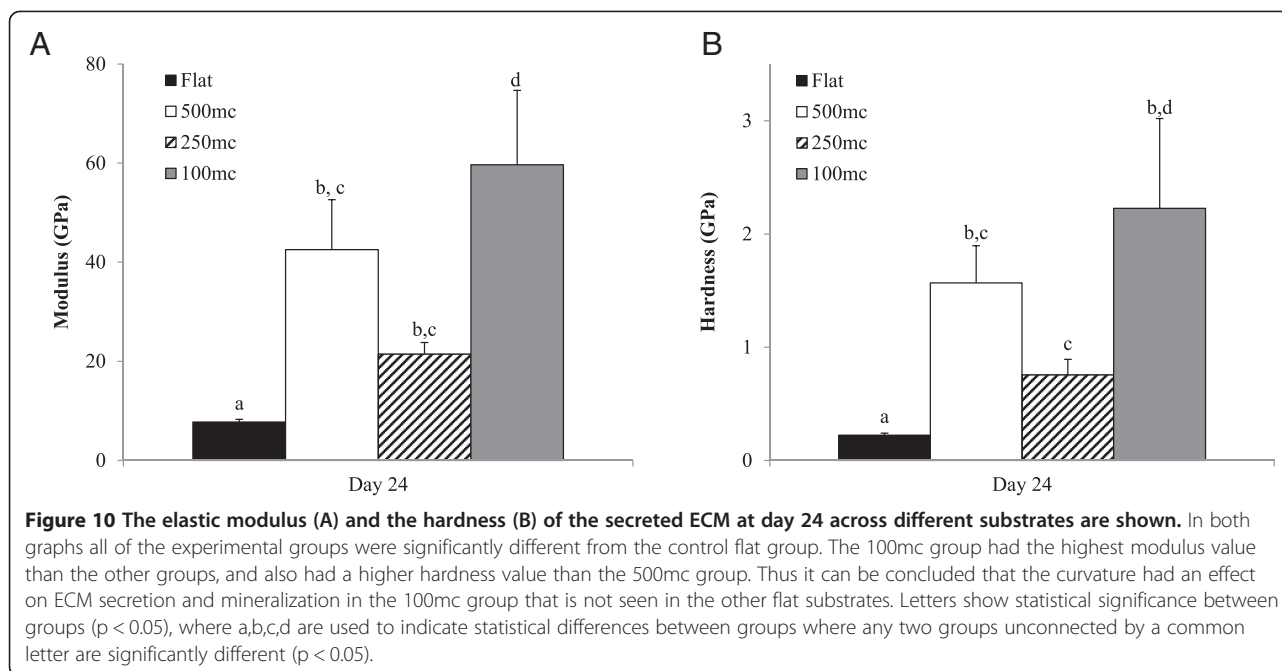 A
80
60
40
20
0
Modulus (GPa)
Flat
500mc
250mc
100mc
a
b, c
b,c
d
Day 24
B
3
2
1
0
Hardness (GPa)
Flat
500mc
250mc
100mc
a
b,c
c
b,d
Day 24
Figure 10 The elastic modulus (A) and the hardness (B) of the secreted ECM at day 24 across different substrates are shown. In both
graphs all of the experimental groups were significantly different from the control flat group. The 100mc group had the highest modulus value
than the other groups, and also had a higher hardness value than the 500mc group. Thus it can be concluded that the curvature had an effect
on ECM secretion and mineralization in the 100mc group that is not seen in the other flat substrates. Letters show statistical significance between
groups (p < 0.05), where a,b,c,d are used to indicate statistical differences between groups where any two groups unconnected by a common
letter are significantly different (p < 0.05).